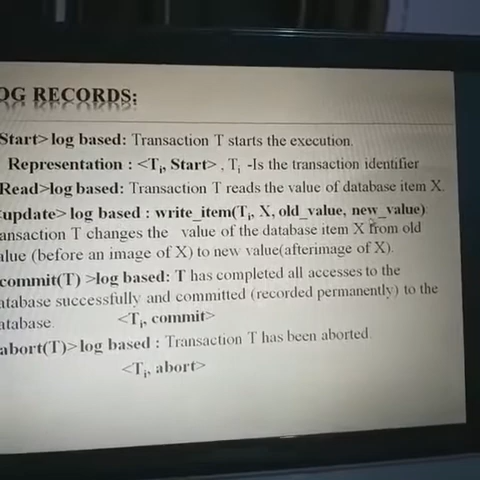 OG RECORDS:
Start> log based: Transaction T starts the execution.
Representation : <Ti, Start> , Ti -Is the transaction identifier
Read>log based: Transaction T reads the value of database item X.
update> log based : write_item(Ti, X, old_value, new_value)
ansaction T changes the value of the database item X from old
alue (before an image of X) to new value(afterimage of X).
commit(T) >log based: T has completed all accesses to the
atabase successfully and committed (recorded permanently) to the
atabase. <Ti, commit>
abort(T)>log based : Transaction T has been aborted.
<Ti, abort>